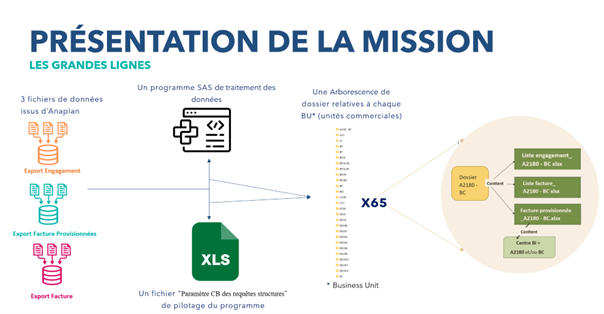 PRÉSENTATION DE LA MISSION
LES GRANDES LIGNES
3 fichiers de données
issus d'Anaplan
Export Engagement
Export Facture Provisionnées
Export Facture
Un programme SAS de traitement des
données
XLS
Un fichier "Paramètre CB des requêtes structures"
de pilotage du programme
Une Arborescence de
dossier relatives à chaque
BU* (unités commerciales)
X65
* Business Unit
Dossier
A2180 -
BC
Contient
Liste engagement_
A2180 - BC xlsx
Liste facture_
A2180 - BC xlsx
Facture provisionnée
_A2180 - BC.xlsx
Contient
Centre BI =
A2180 et/ou BC